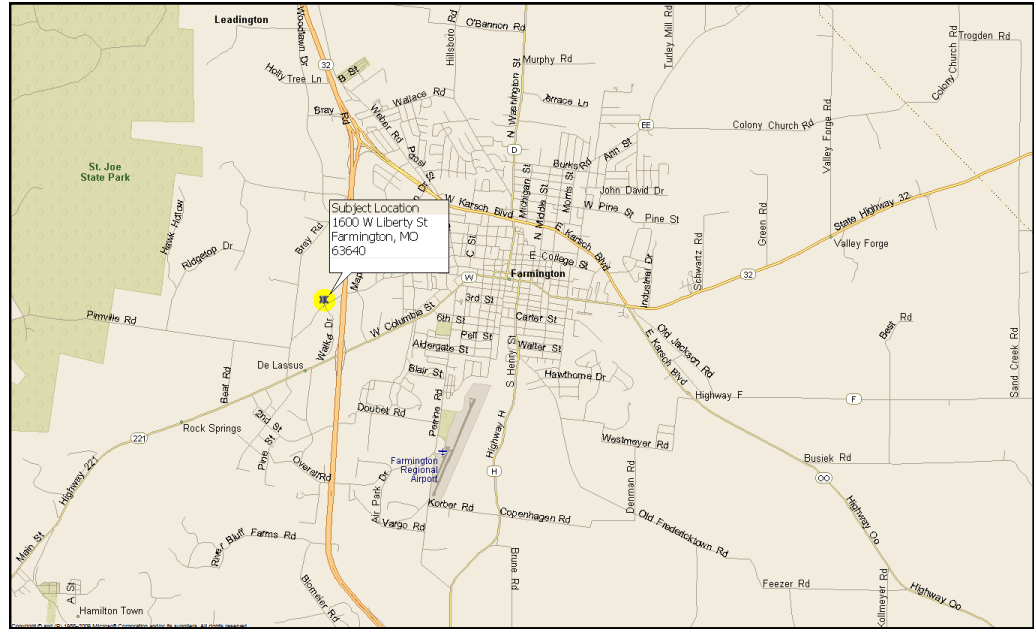 Leadington
O'Bannon Rd
Trogden Rd
Woodlawn Dr
Hillsboro Rd
Turley Mill Rd
Colony Church Rd
32
Holly Tree Ln
B St
Murphy Rd
N Washington St
Wallace Rd
Terrace Ln
Bray Rd
Weber Rd
EE
Colony Church Rd
Valley Forge Rd
Ann St
D
Burks Rd
St. Joe
State Park
Michigan St
N Middle St
Morris St
John David Dr
W Pine St
Pine St
Subject Location
1600 W Liberty St
Farmington, MO
63640
W Karsch Blvd
E Karsch Blvd
State Highway 32
Green Rd
Valley Forge
Hawk Hollow
Ridgetop Dr
Bray Rd
C St
E College St
Schwartz Rd
Industrial Dr
32
W
Farmington
3rd St
Pimville Rd
Walker Dr
W Columbia St
6th St
Carter St
Pell St
Walter St
Aldergate St
Best Rd
Old Jackson Rd
E Karsch Blvd
Sand Creek Rd
De Lassus
Blair St
S Henry St
Hawthorne Dr
Highway F
F
Doubet Rd
Perrine Rd
Rock Springs
2nd St
Pine St
221
Highway 221
Highway H
Westmeyer Rd
Busiek Rd
OO
Overall Rd
Farmington
Regional
Airport
H
Air Park Dr
Denman Rd
Korber Rd
Copenhagen Rd
Vargo Rd
Old Fredericktown Rd
Highway Oo
Main St
River Bluff Farms Rd
Brune Rd
Feezer Rd
Kollmeyer Rd
Highway Oo
A St
Hamilton Town